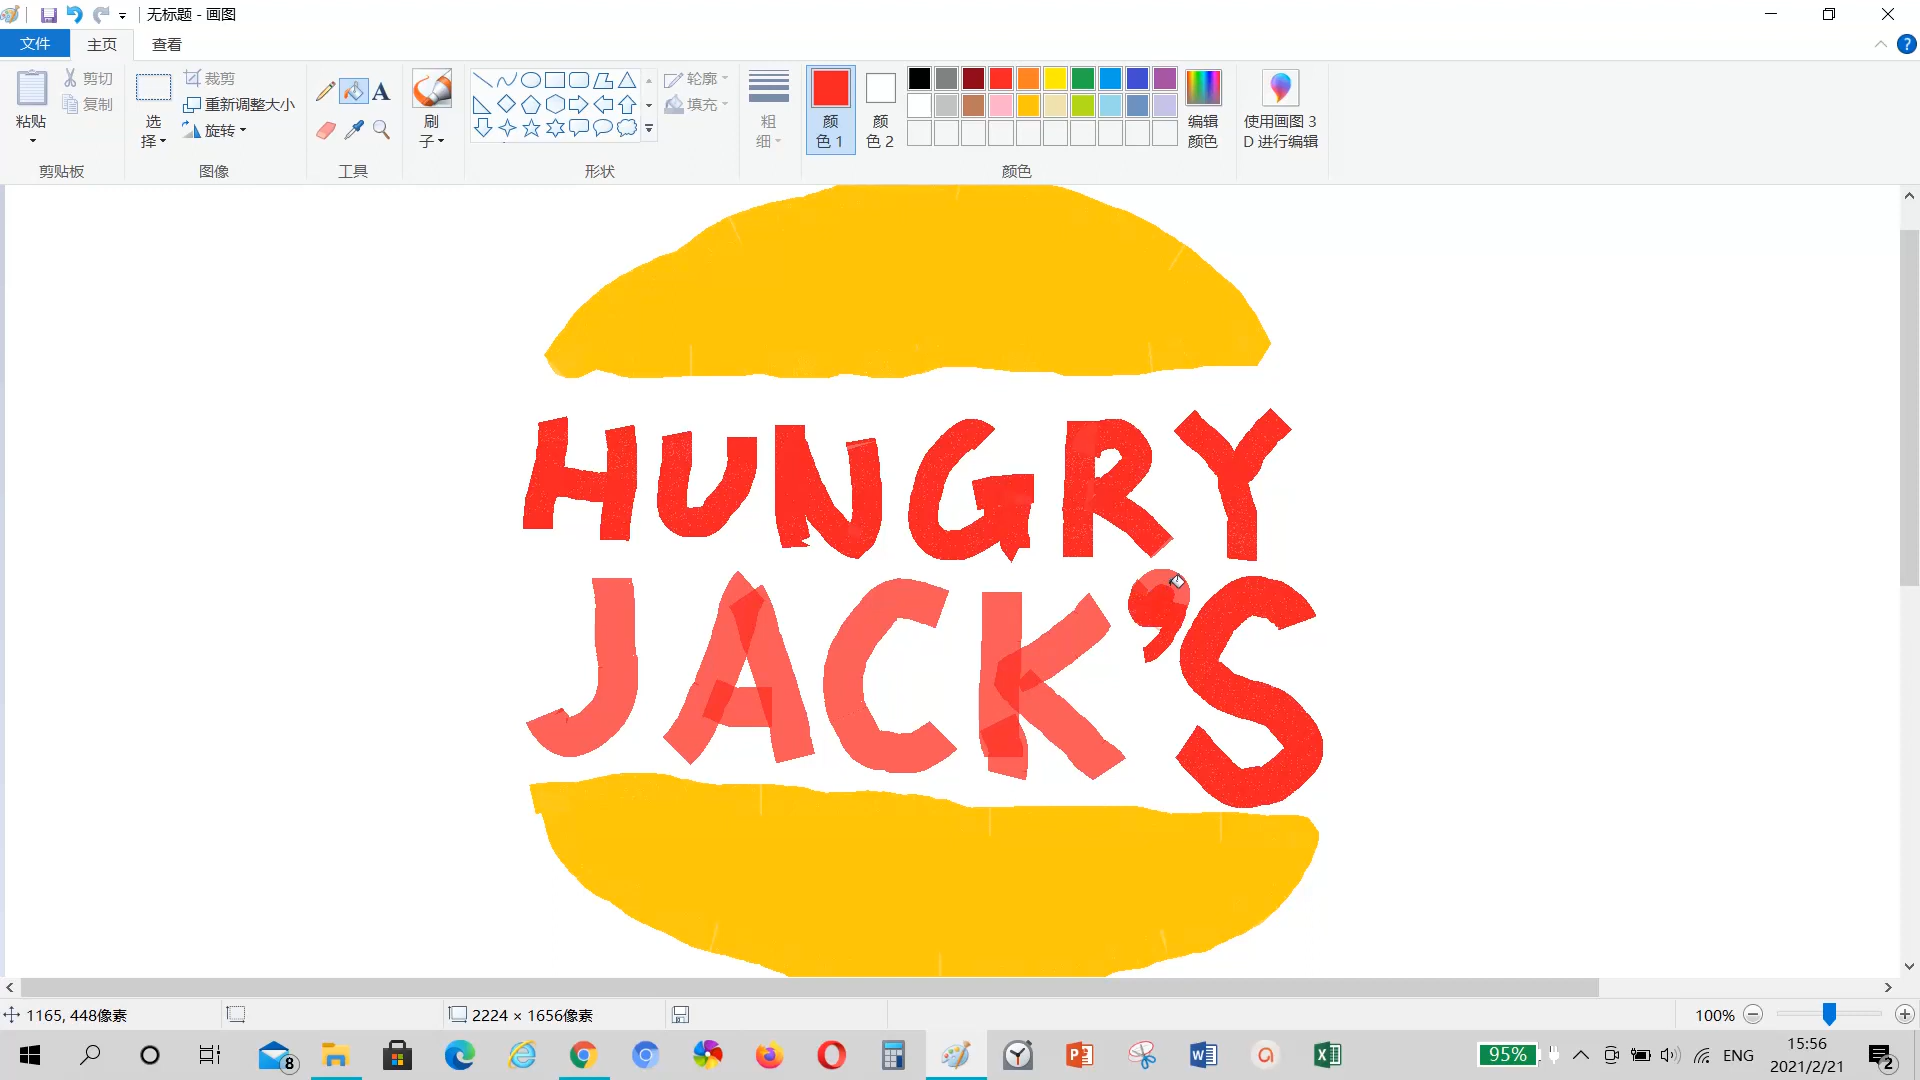 无标题 - 画图
文件 主页 查看
粘贴
剪切
复制
剪贴板
选
择
裁剪
重新调整大小
旋转
图像
A
工具
刷
子
形状
轮廓
填充
粗
细
颜
色 1
颜
色 2
颜色
编辑
颜色
使用画图 3
D 进行编辑
HUNGRY
JACK'S
1165, 448像素
2224 × 1656像素
100%
8
95%
ENG
15:56
2021/2/21
2